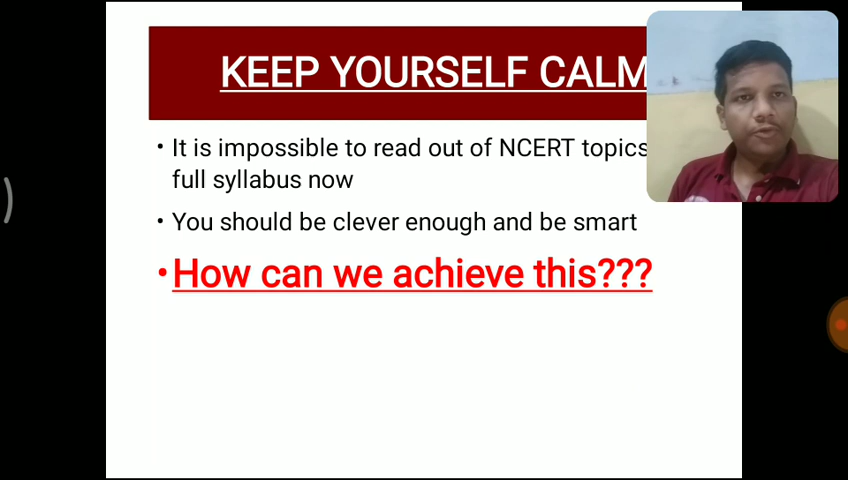 KEEP YOURSELF CALM
• It is impossible to read out of NCERT topics
full syllabus now
• You should be clever enough and be smart
• How can we achieve this???